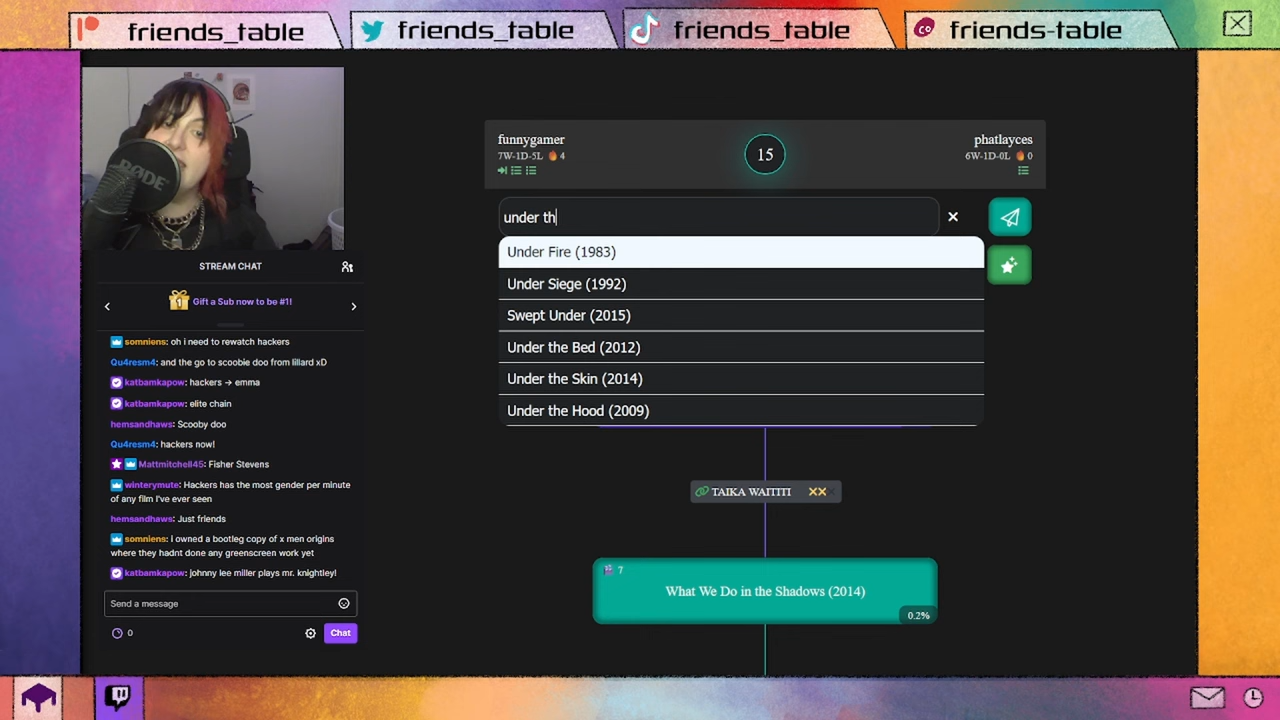 friends_table
friends_table
friends_table
friends-table
RØDE
STREAM CHAT
1
Gift a Sub now to be #1!
somniens: oh i need to rewatch hackers
Qu4resm4: and the go to scoobie doo from lillard xD
katbamkapow: hackers → emma
katbamkapow: elite chain
hemsandhaws: Scooby doo
Qu4resm4: hackers now!
Mattmitchell45: Fisher Stevens
winterymute: Hackers has the most gender per minute
of any film I've ever seen
hemsandhaws: Just friends
somniens: i owned a bootleg copy of x men origins
where they hadnt done any greenscreen work yet
katbamkapow: johnny lee miller plays mr. knightley!
Send a message
0
Chat
funnygamer
7W-1D-5L 4
15
phatlayces
6W-1D-0L 0
under th
Under Fire (1983)
Under Siege (1992)
Swept Under (2015)
Under the Bed (2012)
Under the Skin (2014)
Under the Hood (2009)
TAIKA WAITITI
7
What We Do in the Shadows (2014)
0.2%